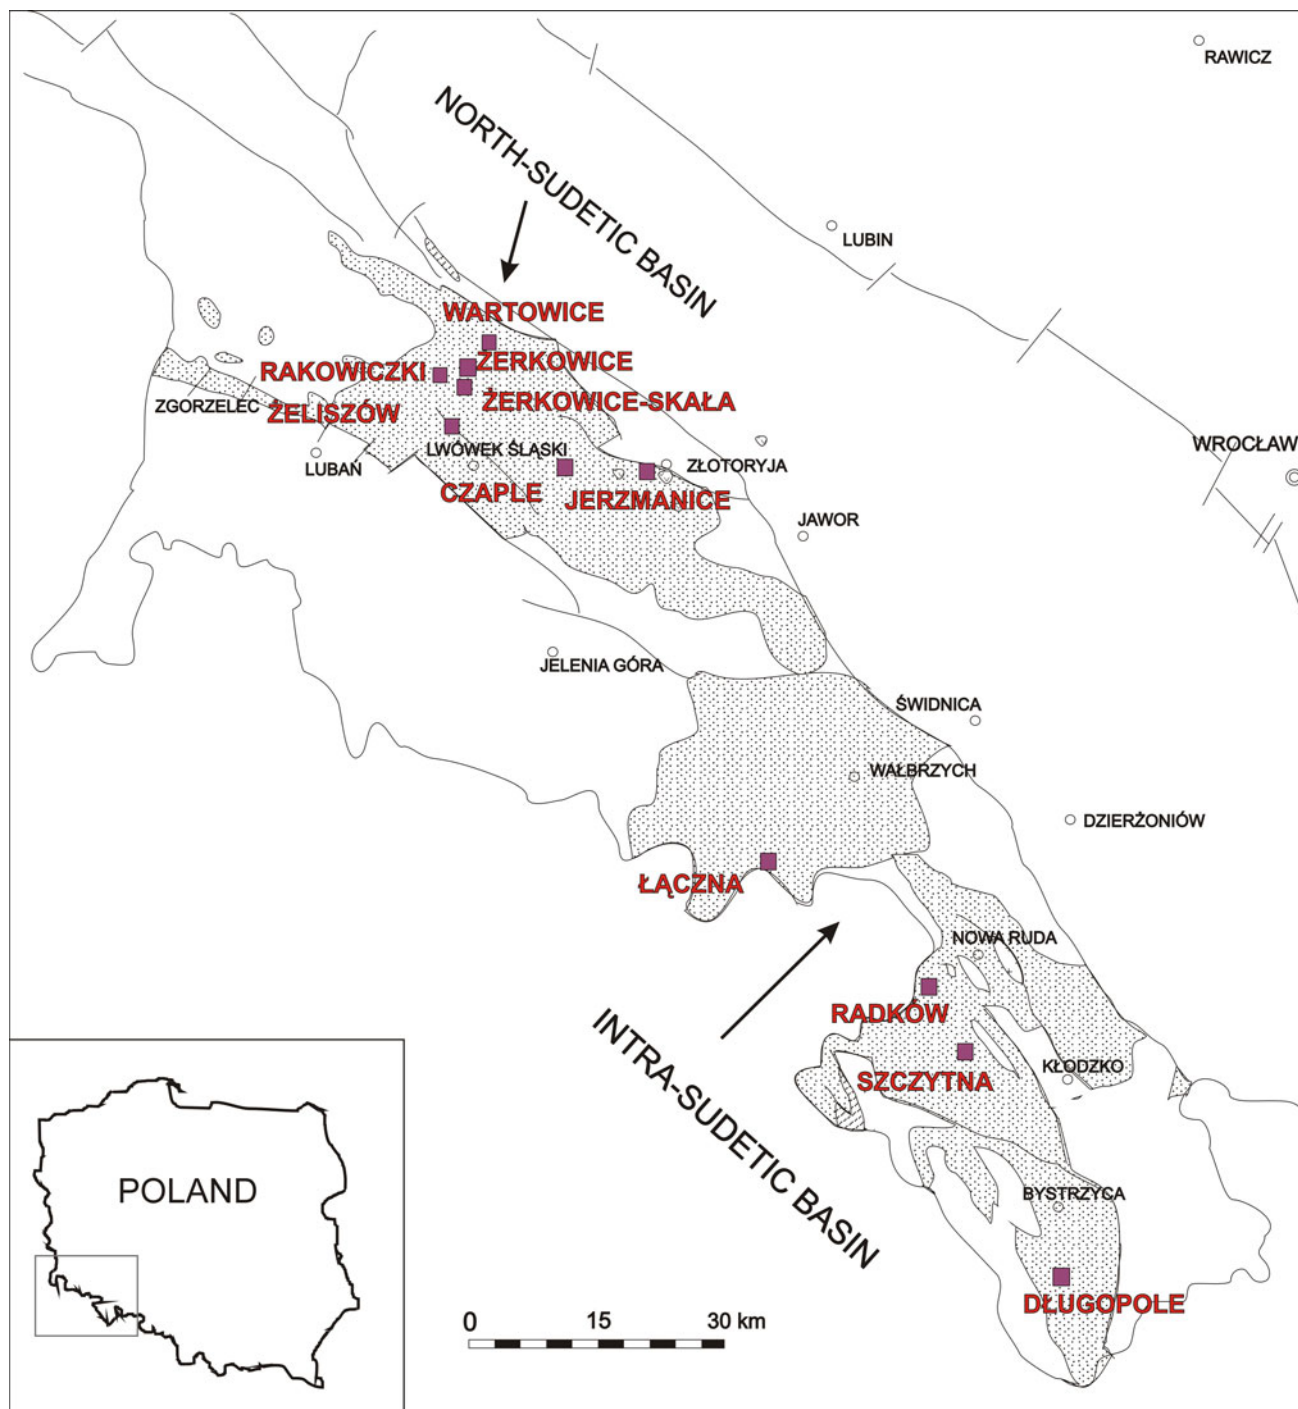 RAWICZ
NORTH-SUDETIC BASIN
LUBIN
WARTOWICE
ŻERKOWICE
RAKOWICZKI
ŻERKOWICE-SKAŁA
ZGORZELEC
ŻELISZÓW
WROCŁAW
LWÓWEK ŚLĄSKI
LUBAŃ
ZŁOTORYJA
CZAPLE
JERZMANICE
JAWOR
JELENIA GÓRA
ŚWIDNICA
WAŁBRZYCH
DZIERŻONIÓW
ŁĄCZNA
NOWA RUDA
RADKÓW
INTRA-SUDETIC BASIN
KŁODZKO
SZCZYTNA
POLAND
BYSTRZYCA
DŁUGOPOLE
0 15 30 km